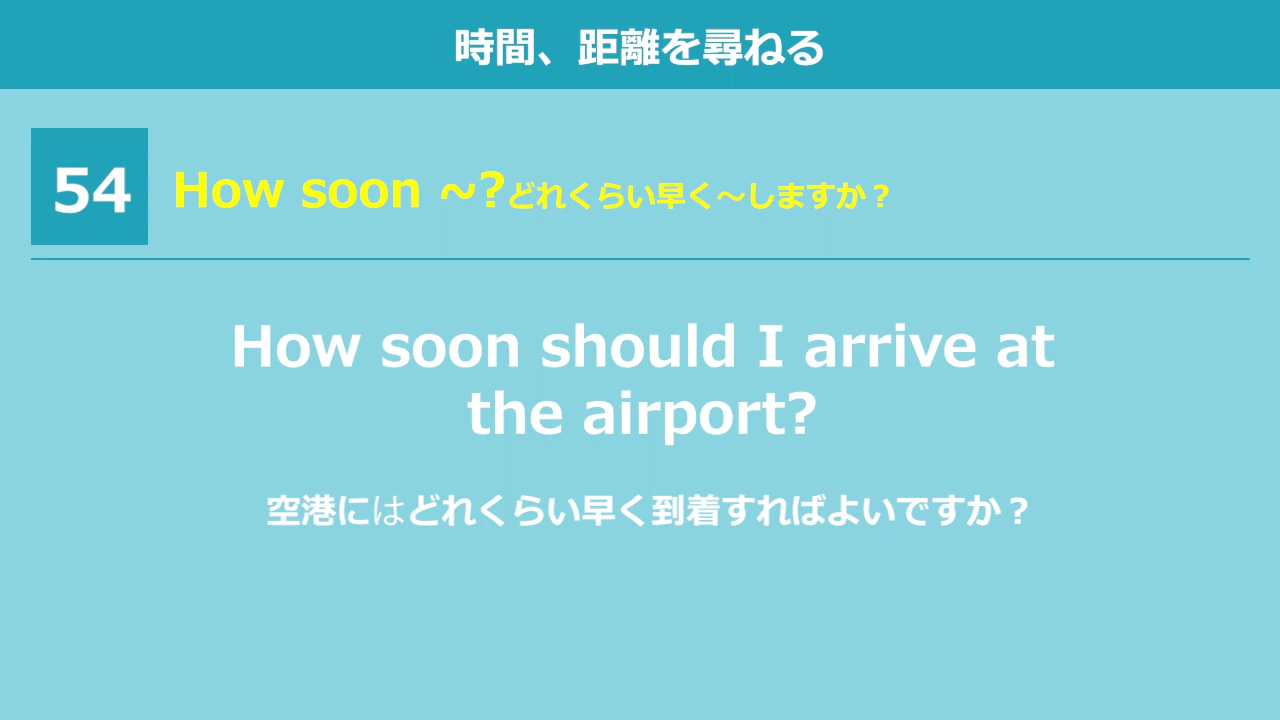 時間、距離を尋ねる
54
How soon ~?どれくらい早く～しますか？
How soon should I arrive at
the airport?
空港にはどれくらい早く到着すればよいですか？